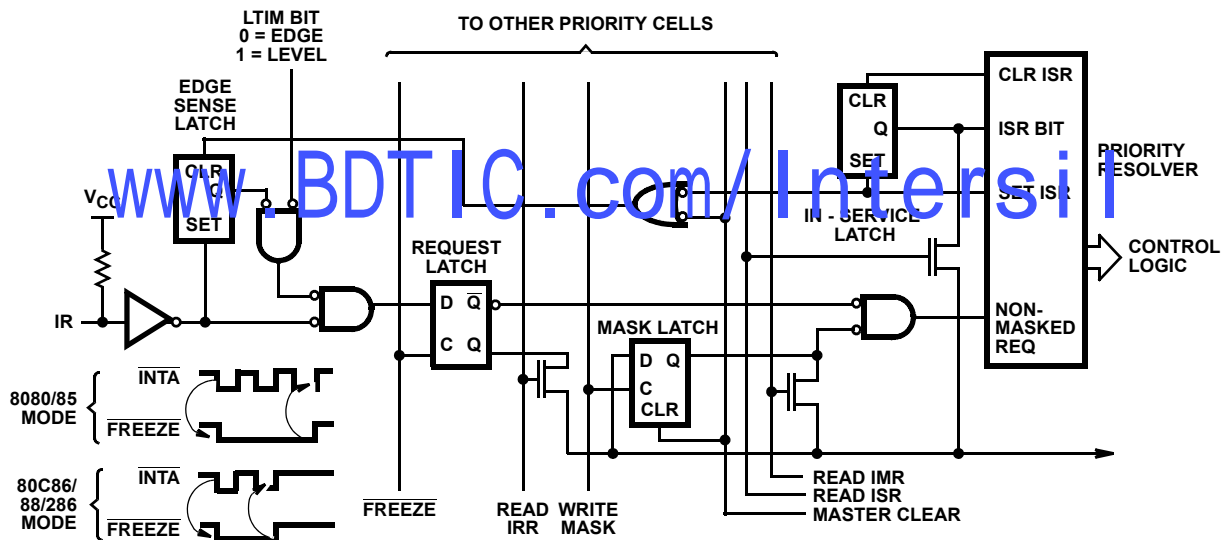 LTIM BIT
0 = EDGE
1 = LEVEL
TO OTHER PRIORITY CELLS
EDGE
SENSE
LATCH
CLR
Q
SET
VCC
IR
REQUEST
LATCH
D Q
C Q
MASK LATCH
D Q
C
CLR
CLR
Q
SET
IN - SERVICE
LATCH
CLR ISR
ISR BIT
SET ISR
NON-
MASKED
REQ
PRIORITY
RESOLVER
CONTROL
LOGIC
www.BDTIC.com/Intersil
8080/85
MODE
INTA
FREEZE
80C86/
88/286
MODE
INTA
FREEZE
FREEZE
READ
IRR
WRITE
MASK
READ IMR
READ ISR
MASTER CLEAR